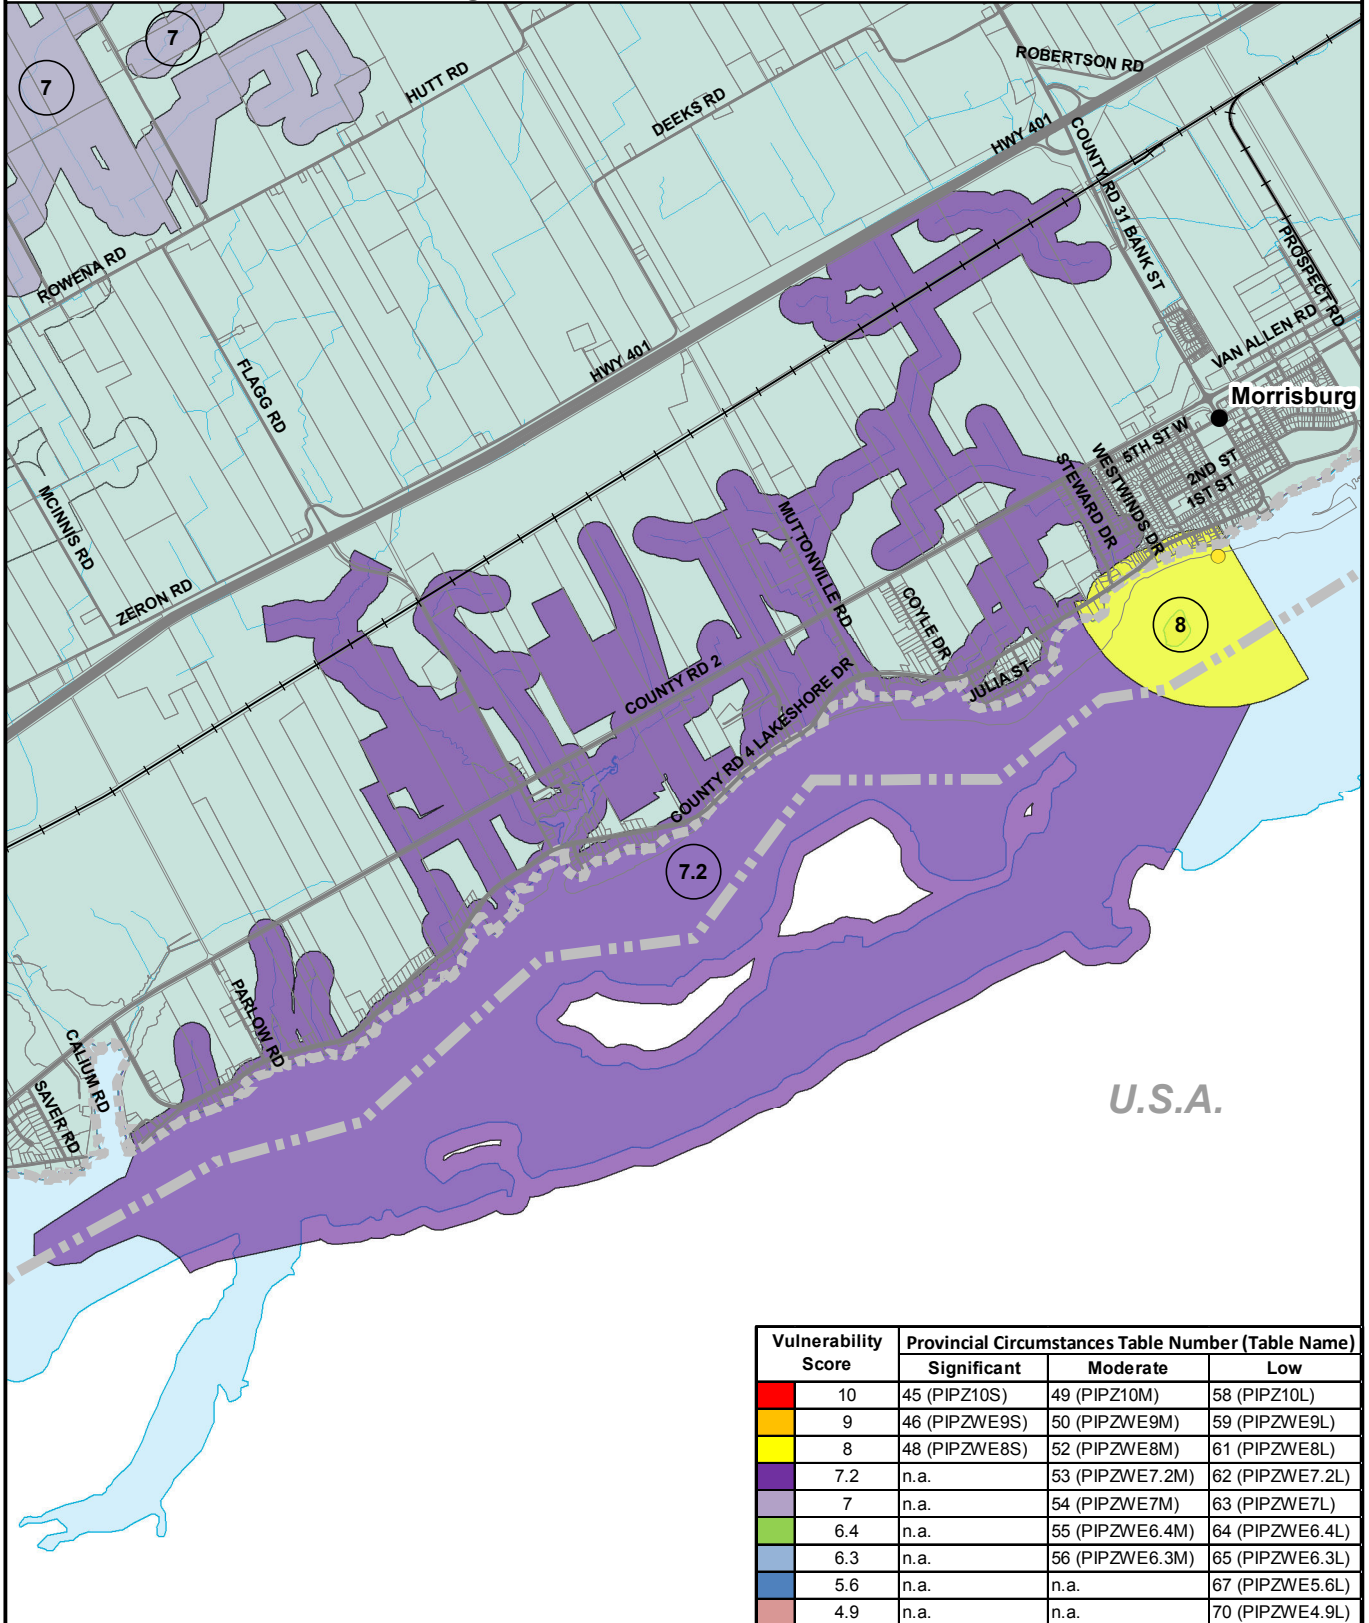 7
7
ROBERTSON RD
HUTT RD
DEEKS RD
HWY 401
COUNTY RD 31 BANK ST
PROSPECT RD
ROWENA RD
VAN ALLEN RD
FLAGG RD
HWY 401
Morrisburg
5TH ST W
WESTWINDS DR
2ND ST
1ST ST
STEWARD DR
MCINNIS RD
MUTTONVILLE RD
ZERON RD
COYLE DR
8
COUNTY RD 2
JULIA ST
COUNTY RD 4 LAKESHORE DR
7.2
PARLOW RD
CALIUM RD
SAVER RD
U.S.A.
Vulnerability Score Provincial Circumstances Table Number (Table Name)
Significant Moderate Low
10 45 (PIPZ10S) 49 (PIPZ10M) 58 (PIPZ10L)
9 46 (PIPZWE9S) 50 (PIPZWE9M) 59 (PIPZWE9L)
8 48 (PIPZWE8S) 52 (PIPZWE8M) 61 (PIPZWE8L)
7.2 n.a. 53 (PIPZWE7.2M) 62 (PIPZWE7.2L)
7 n.a. 54 (PIPZWE7M) 63 (PIPZWE7L)
6.4 n.a. 55 (PIPZWE6.4M) 64 (PIPZWE6.4L)
6.3 n.a. 56 (PIPZWE6.3M) 65 (PIPZWE6.3L)
5.6 n.a. n.a. 67 (PIPZWE5.6L)
4.9 n.a. n.a. 70 (PIPZWE4.9L)